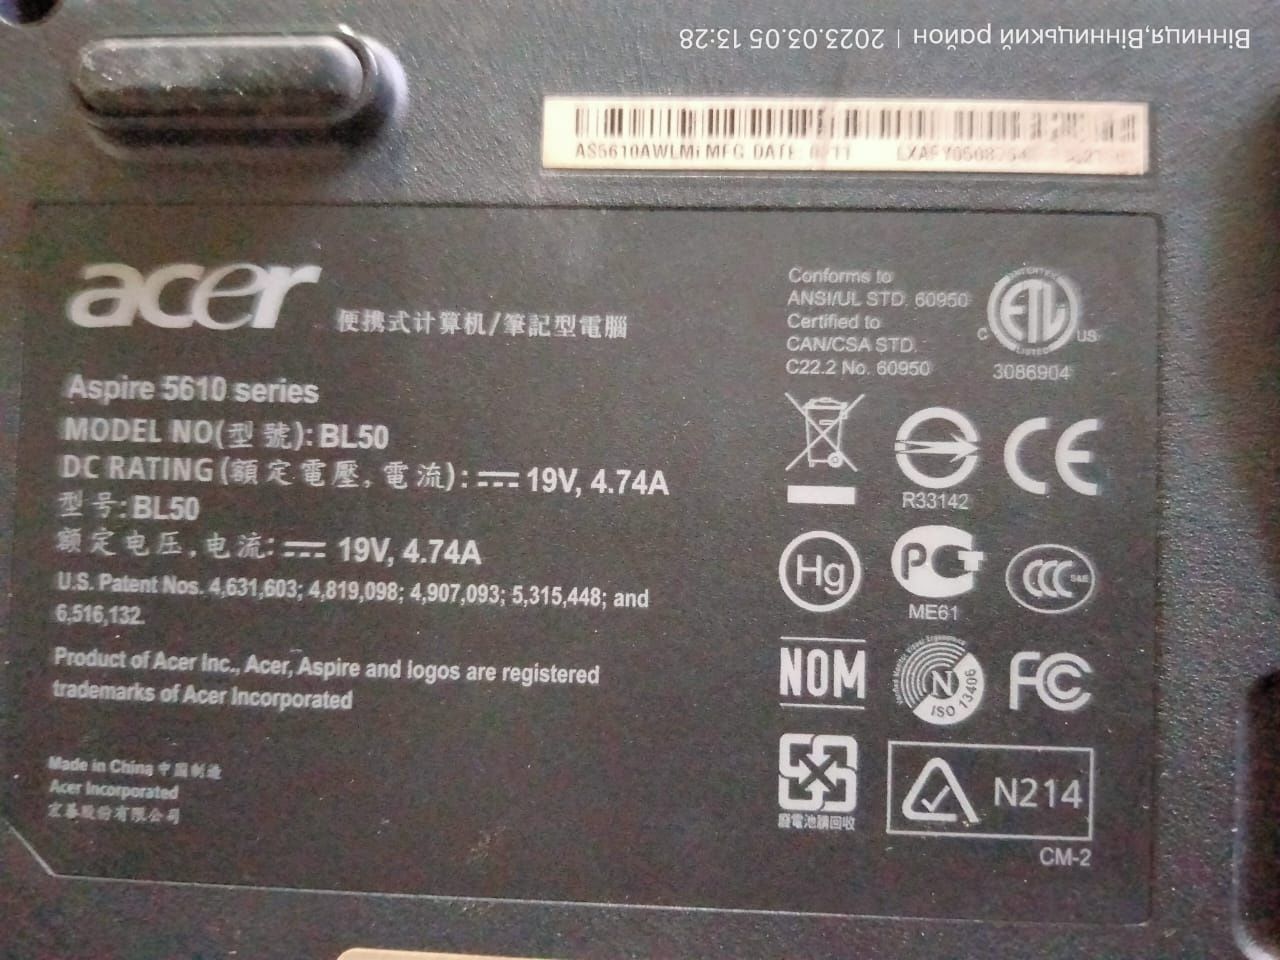 Вінниця,Вінницький район | 2023.03.05 13:28
AS5610AWLMi MFG DATE:
acer 便携式计算机/筆記型電腦
Aspire 5610 series
MODEL NO(型號): BL50
DC RATING (額定電壓, 電流): 19V, 4.74A
型号: BL50
额定电压, 电流: 19V, 4.74A
U.S. Patent Nos. 4,631,603; 4,819,098; 4,907,093; 5,315,448; and
6,516,132.
Product of Acer Inc., Acer, Aspire and logos are registered
trademarks of Acer Incorporated
Made in China 中国制造
Acer Incorporated
宏碁股份有限公司
Conforms to
ANSI/UL STD. 60950
Certified to
CAN/CSA STD.
C22.2 No. 60950
C ETL US
LISTED
3086904
R33142
CE
Hg
PCT
ME61
CCC S&E
NOM
N
ISO 13406
FC
廢電池請回收
N214
CM-2